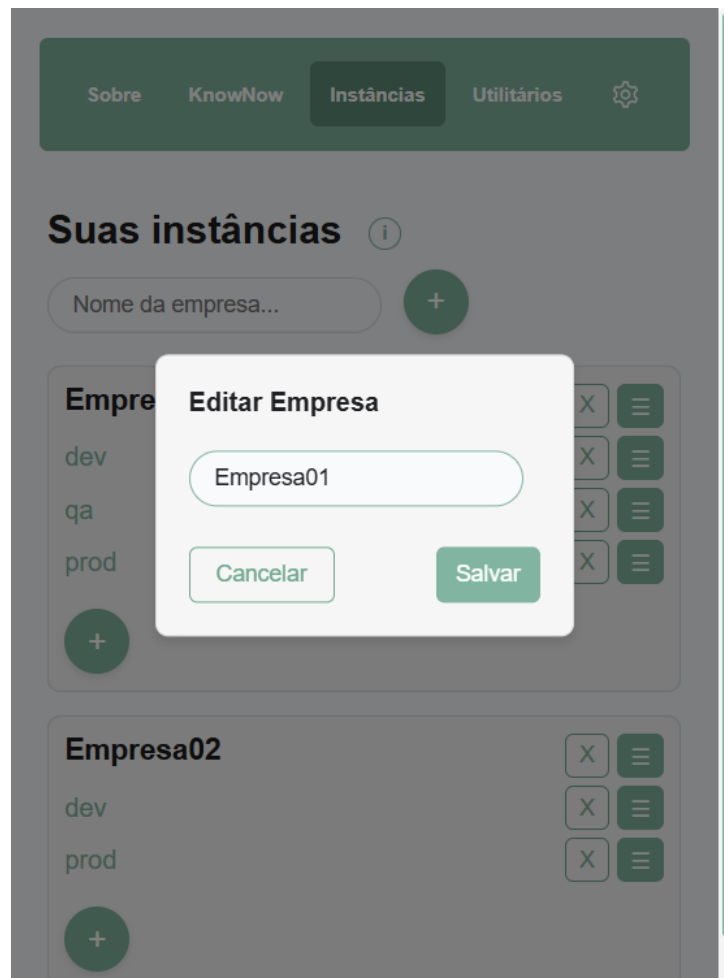 Sobre KnowNow Instâncias Utilitários
Suas instâncias i
Nome da empresa... +
Empre X
Editar Empresa
dev X
Empresa01
qa X
prod X
Cancelar Salvar
+
Empresa02 X
dev X
prod X
+